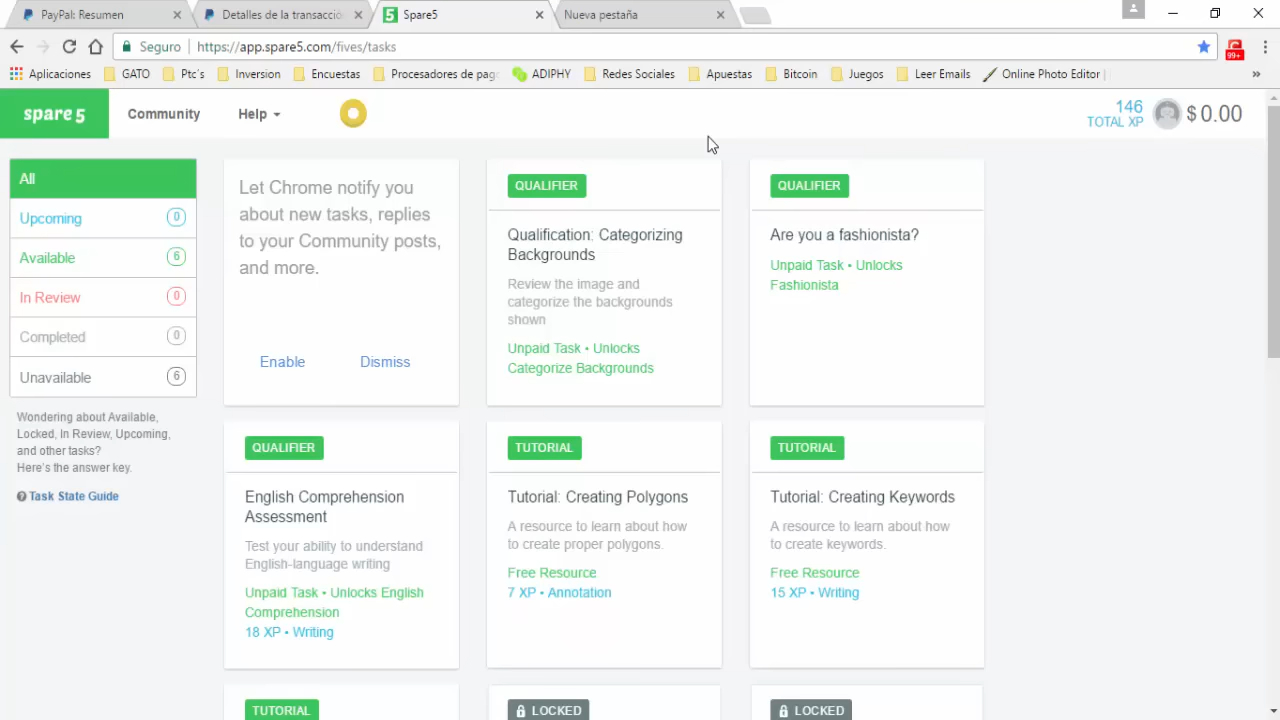 PayPal: Resumen
Detalles de la transacció
Spare5
Nueva pestaña
Seguro
https://app.spare5.com/fives/tasks
99+
Aplicaciones
GATO
Ptc's
Inversion
Encuestas
Procesadores de pag
ADIPHY
Redes Sociales
Apuestas
Bitcoin
Juegos
Leer Emails
Online Photo Editor
»
spare5
Community
Help
146
TOTAL XP
$ 0.00
All
Upcoming 0
Available 6
In Review 0
Completed 0
Unavailable 6
Wondering about Available,
Locked, In Review, Upcoming,
and other tasks?
Here's the answer key.
Task State Guide
Let Chrome notify you
about new tasks, replies
to your Community posts,
and more.
Enable
Dismiss
QUALIFIER
Qualification: Categorizing
Backgrounds
Review the image and
categorize the backgrounds
shown
Unpaid Task • Unlocks
Categorize Backgrounds
QUALIFIER
Are you a fashionista?
Unpaid Task • Unlocks
Fashionista
QUALIFIER
English Comprehension
Assessment
Test your ability to understand
English-language writing
Unpaid Task • Unlocks English
Comprehension
18 XP • Writing
TUTORIAL
Tutorial: Creating Polygons
A resource to learn about how
to create proper polygons.
Free Resource
7 XP • Annotation
TUTORIAL
Tutorial: Creating Keywords
A resource to learn about how
to create keywords.
Free Resource
15 XP • Writing
TUTORIAL
LOCKED
LOCKED